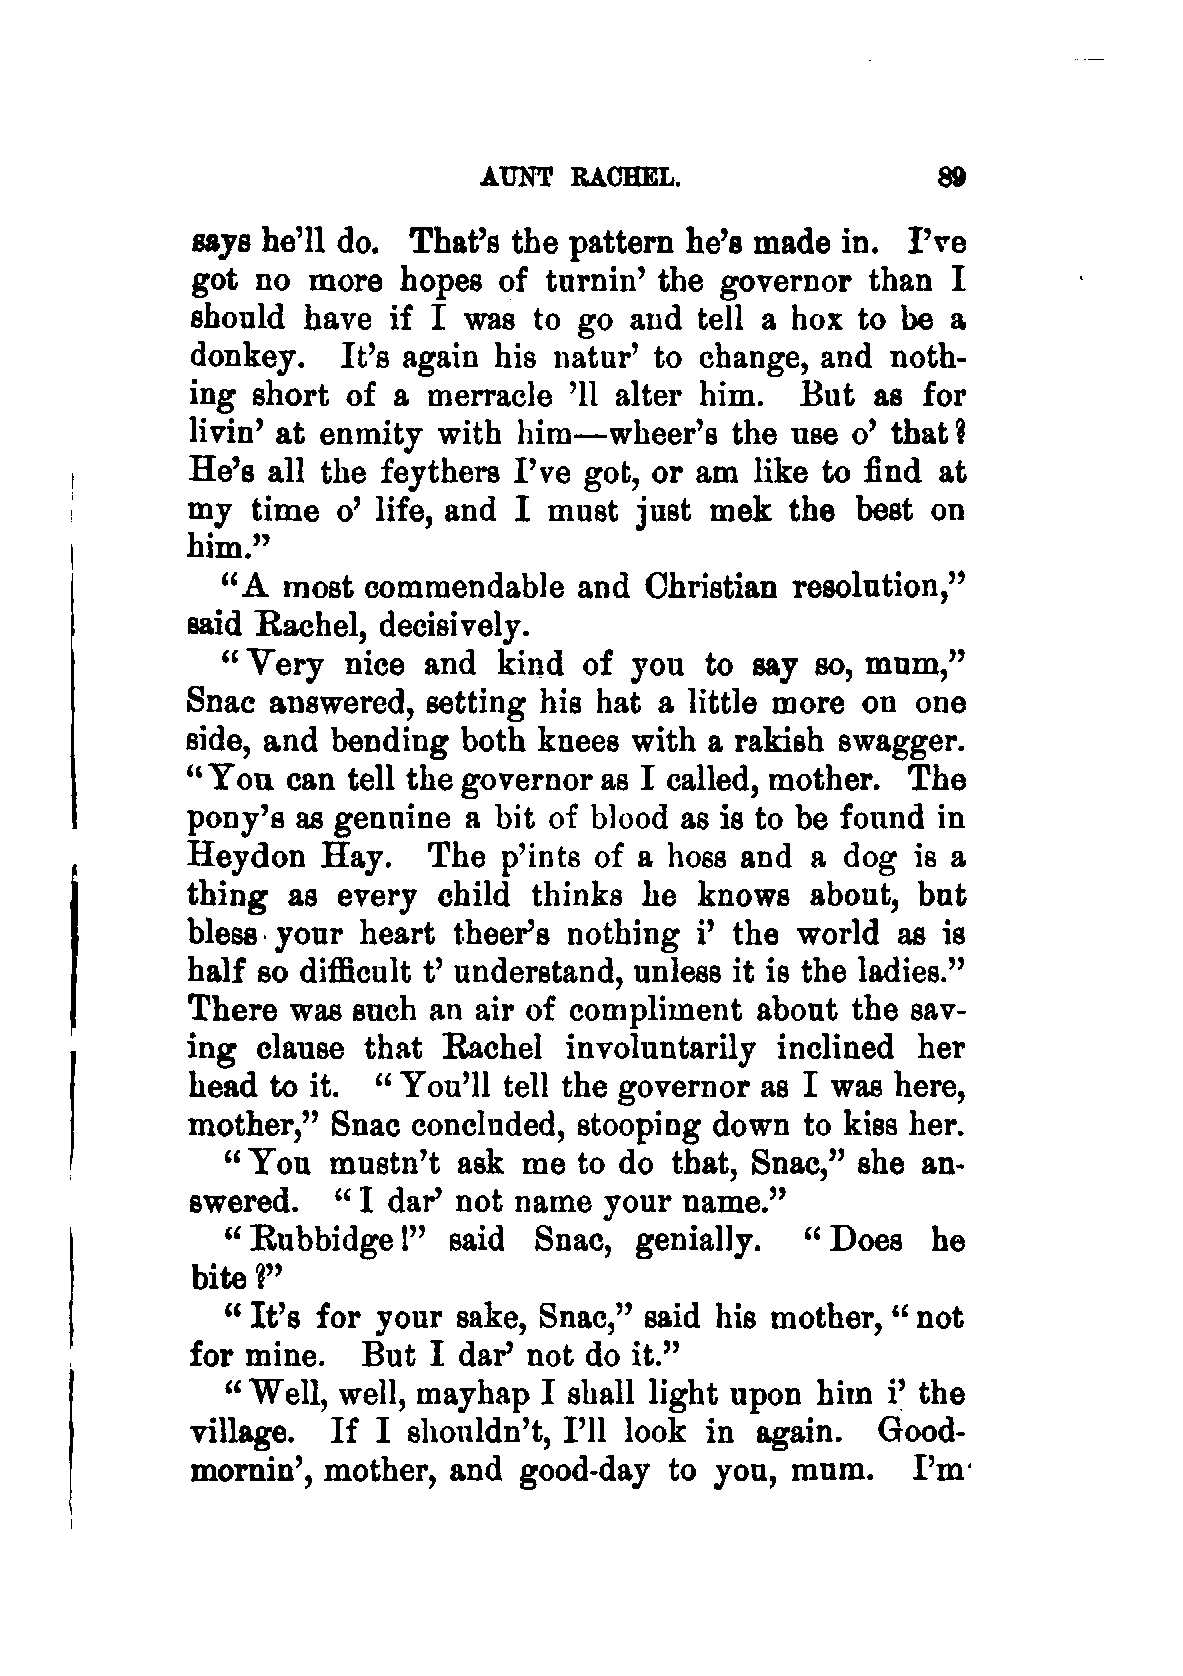 AUNT RACHEL. 89
says he'll do. That's the pattern he's made in. I've
got no more hopes of turnin' the governor than I
should have if I was to go and tell a hox to be a
donkey. It's again his natur' to change, and noth-
ing short of a merracle 'll alter him. But as for
livin' at enmity with him—wheer's the use o' that?
He's all the feythers I've got, or am like to find at
my time o' life, and I must just mek the best on
him."
"A most commendable and Christian resolution,"
said Rachel, decisively.
"Very nice and kind of you to say so, mum,"
Snac answered, setting his hat a little more on one
side, and bending both knees with a rakish swagger.
"You can tell the governor as I called, mother. The
pony's as genuine a bit of blood as is to be found in
Heydon Hay. The p'ints of a hoss and a dog is a
thing as every child thinks he knows about, but
bless your heart theer's nothing i' the world as is
half so difficult t' understand, unless it is the ladies."
There was such an air of compliment about the sav-
ing clause that Rachel involuntarily inclined her
head to it. "You'll tell the governor as I was here,
mother," Snac concluded, stooping down to kiss her.
"You mustn't ask me to do that, Snac," she an-
swered. "I dar' not name your name."
"Rubbidge!" said Snac, genially. "Does he
bite?"
"It's for your sake, Snac," said his mother, "not
for mine. But I dar' not do it."
"Well, well, mayhap I shall light upon him i' the
village. If I shouldn't, I'll look in again. Good-
mornin', mother, and good-day to you, mum. I'm